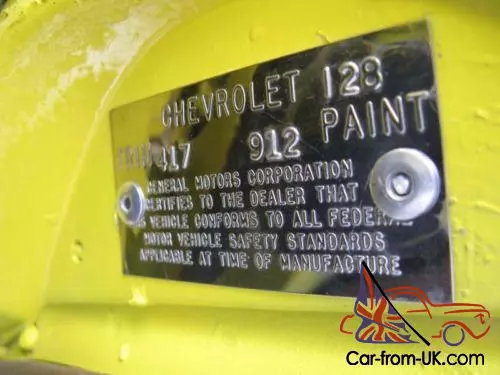 CHEVROLET 128
417 912 PAINT
GENERAL MOTORS CORPORATION
CERTIFIES TO THE DEALER THAT
VEHICLE CONFORMS TO ALL FEDERAL
MOTOR VEHICLE SAFETY STANDARDS
APPLICABLE AT TIME OF MANUFACTURE
Car-from-UK.com